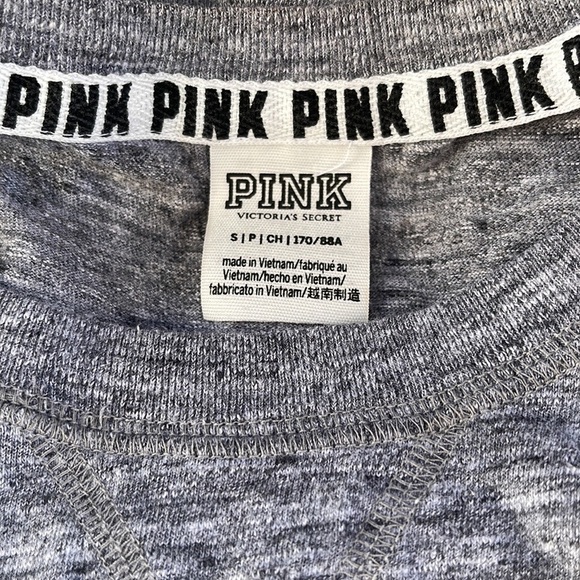 PINK PINK PINK PINK PINK
PINK
VICTORIA'S SECRET
S | P | CH | 170/88A
made in Vietnam/fabriqué au
Vietnam/hecho en Vietnam/
fabbricato in Vietnam/越南制造